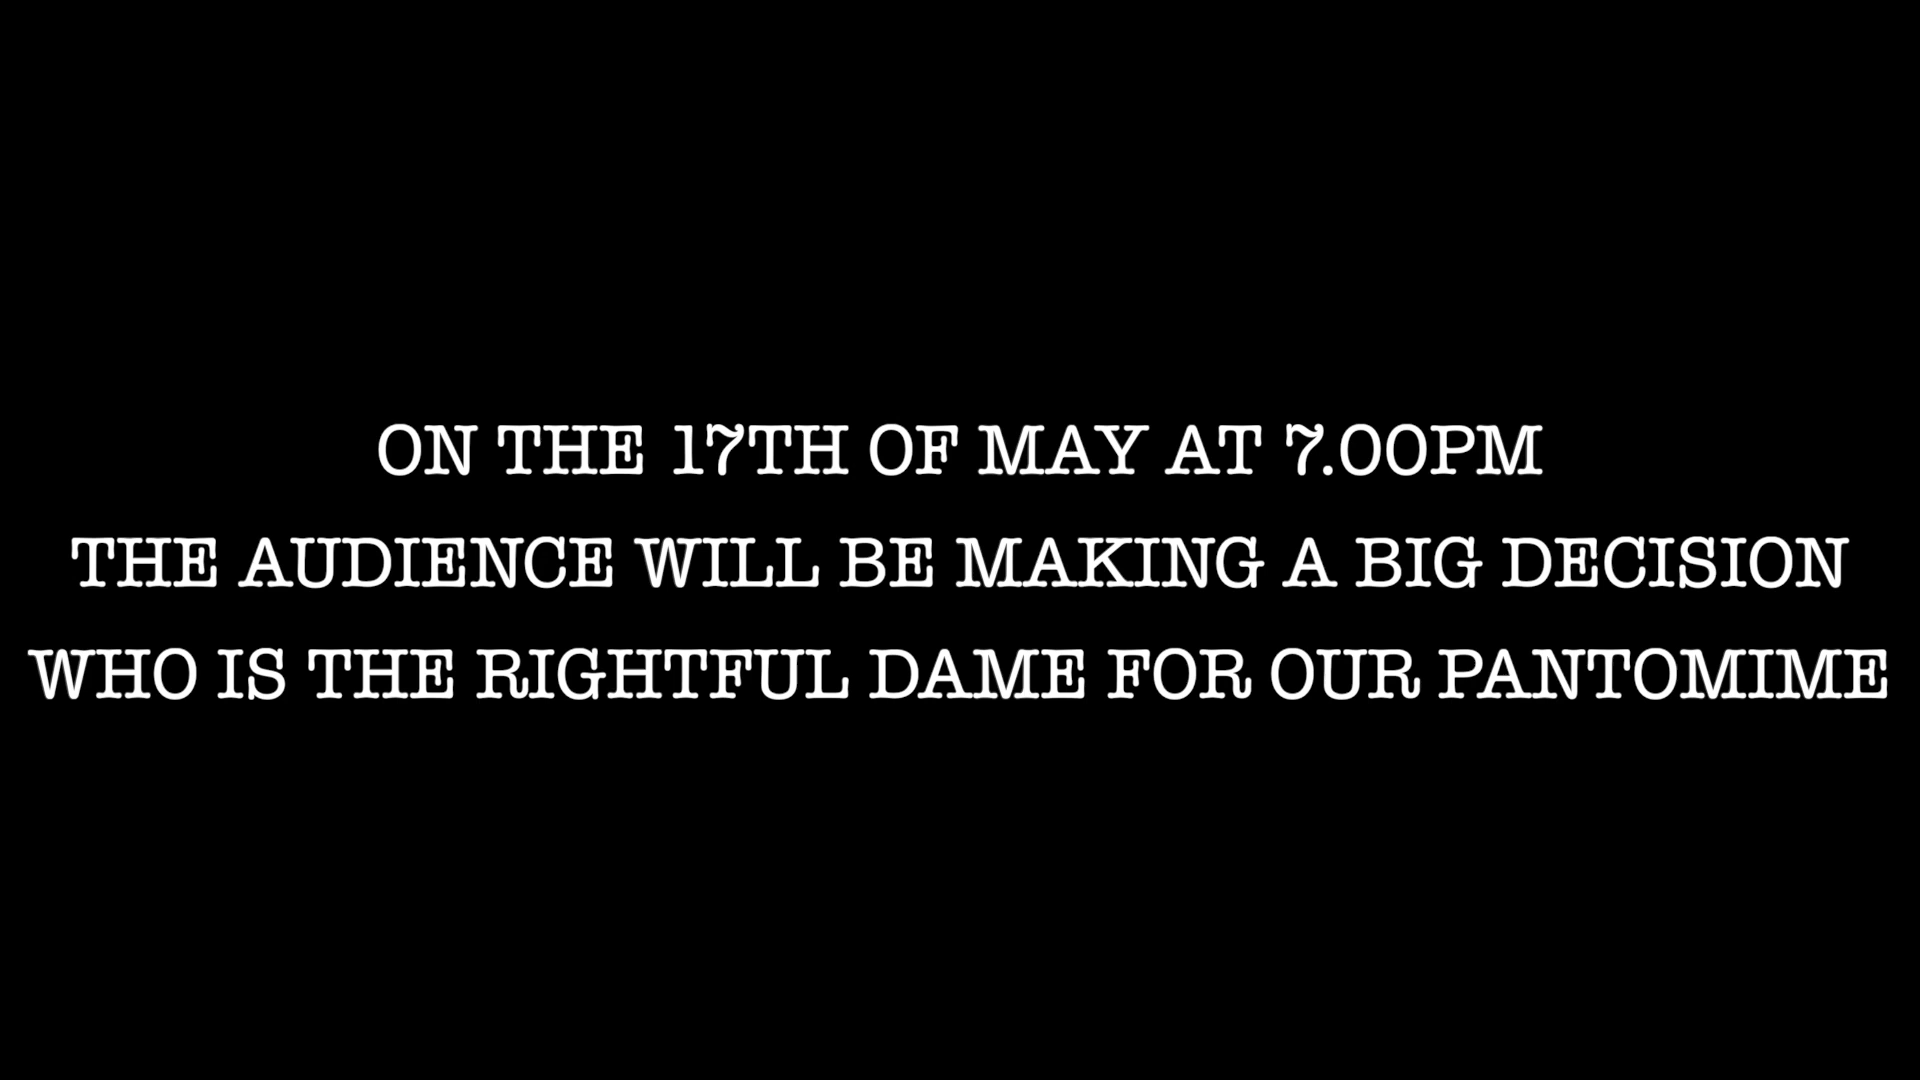 ON THE 17TH OF MAY AT 7.00PM
THE AUDIENCE WILL BE MAKING A BIG DECISION
WHO IS THE RIGHTFUL DAME FOR OUR PANTOMIME